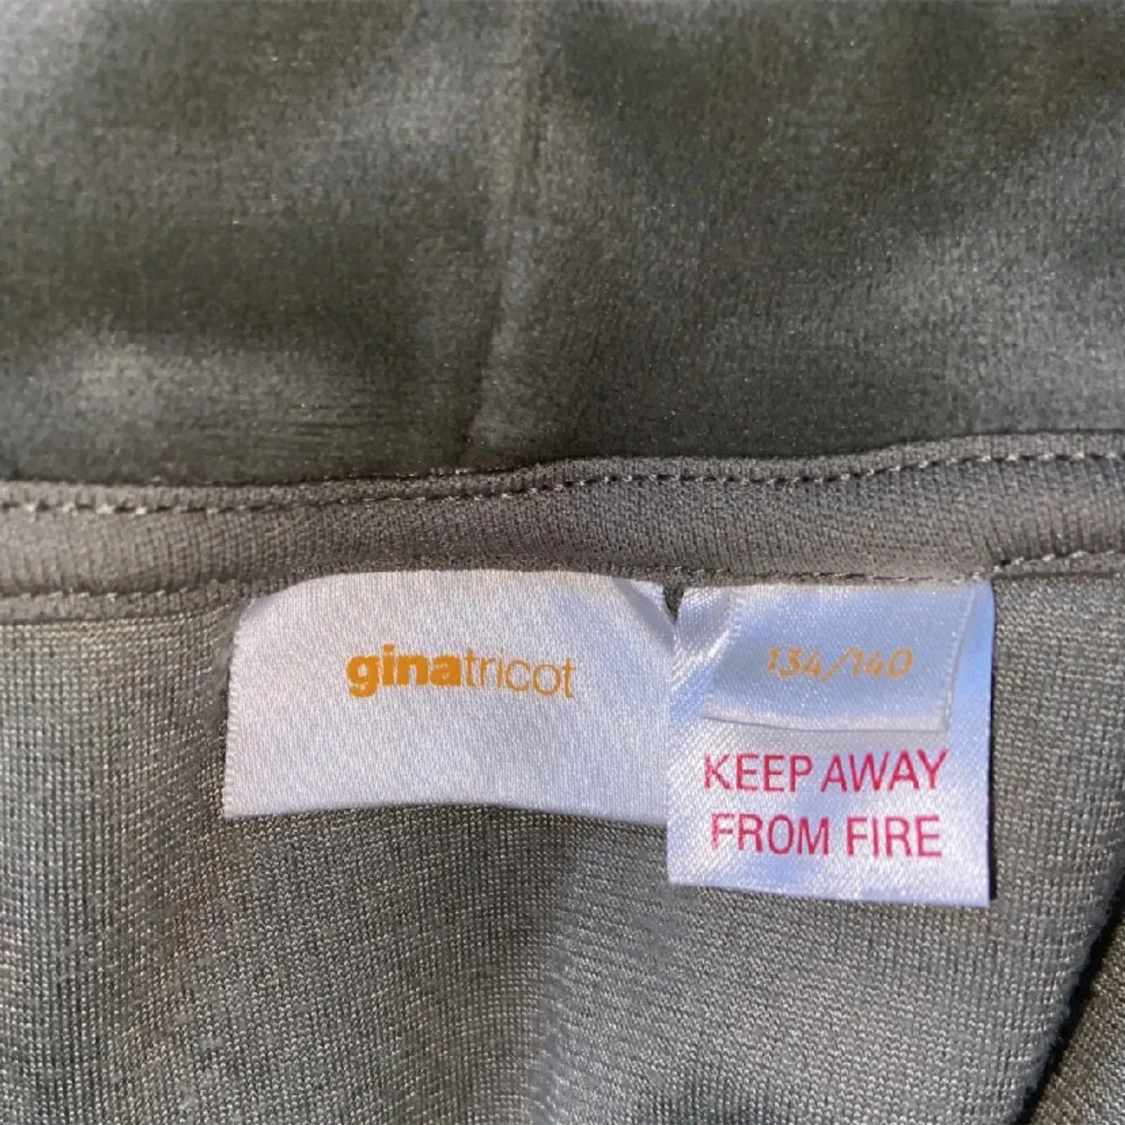 ginatricot
134/140
KEEP AWAY
FROM FIRE